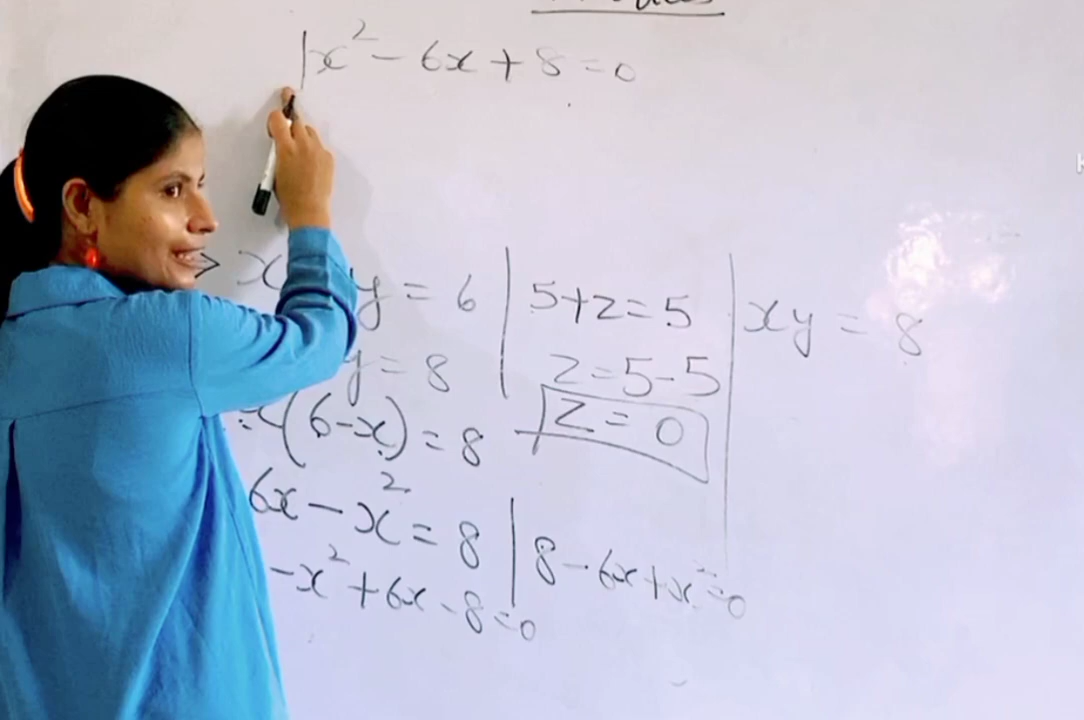 1x² - 6x + 8 = 0
x y = 6
y = 8
(6-x) = 8
6x - x² = 8
-x² + 6x - 8 = 0
5+z=5
z=5-5
z = 0
8 - 6x + x² = 0
xy = 8